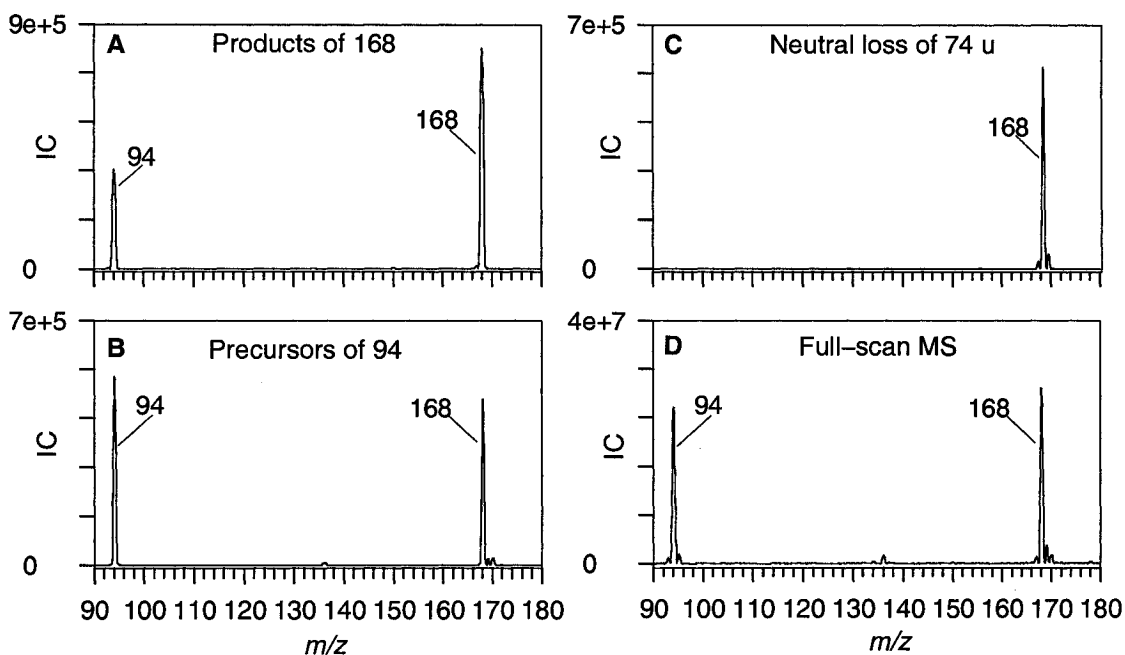 9e+5
A
Products of 168
168
94
IC
0
7e+5
C
Neutral loss of 74 u
168
IC
0
7e+5
B
Precursors of 94
94
168
IC
0
90 100 110 120 130 140 150 160 170 180
m/z
4e+7
D
Full–scan MS
94
168
IC
0
90 100 110 120 130 140 150 160 170 180
m/z